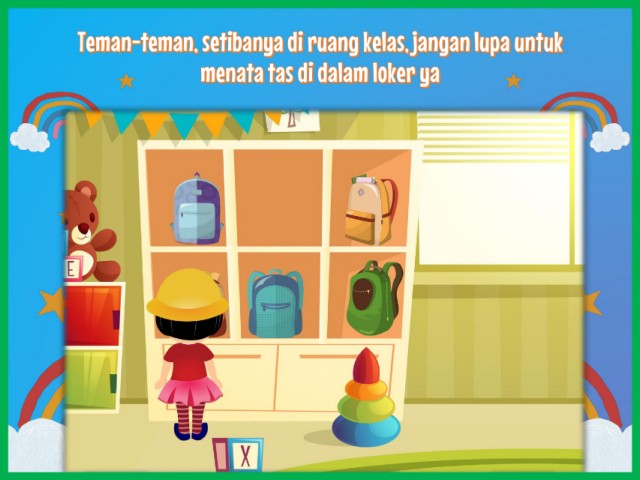 Teman-teman, setibanya di ruang kelas, jangan lupa untuk
menata tas di dalam loker ya
E
X